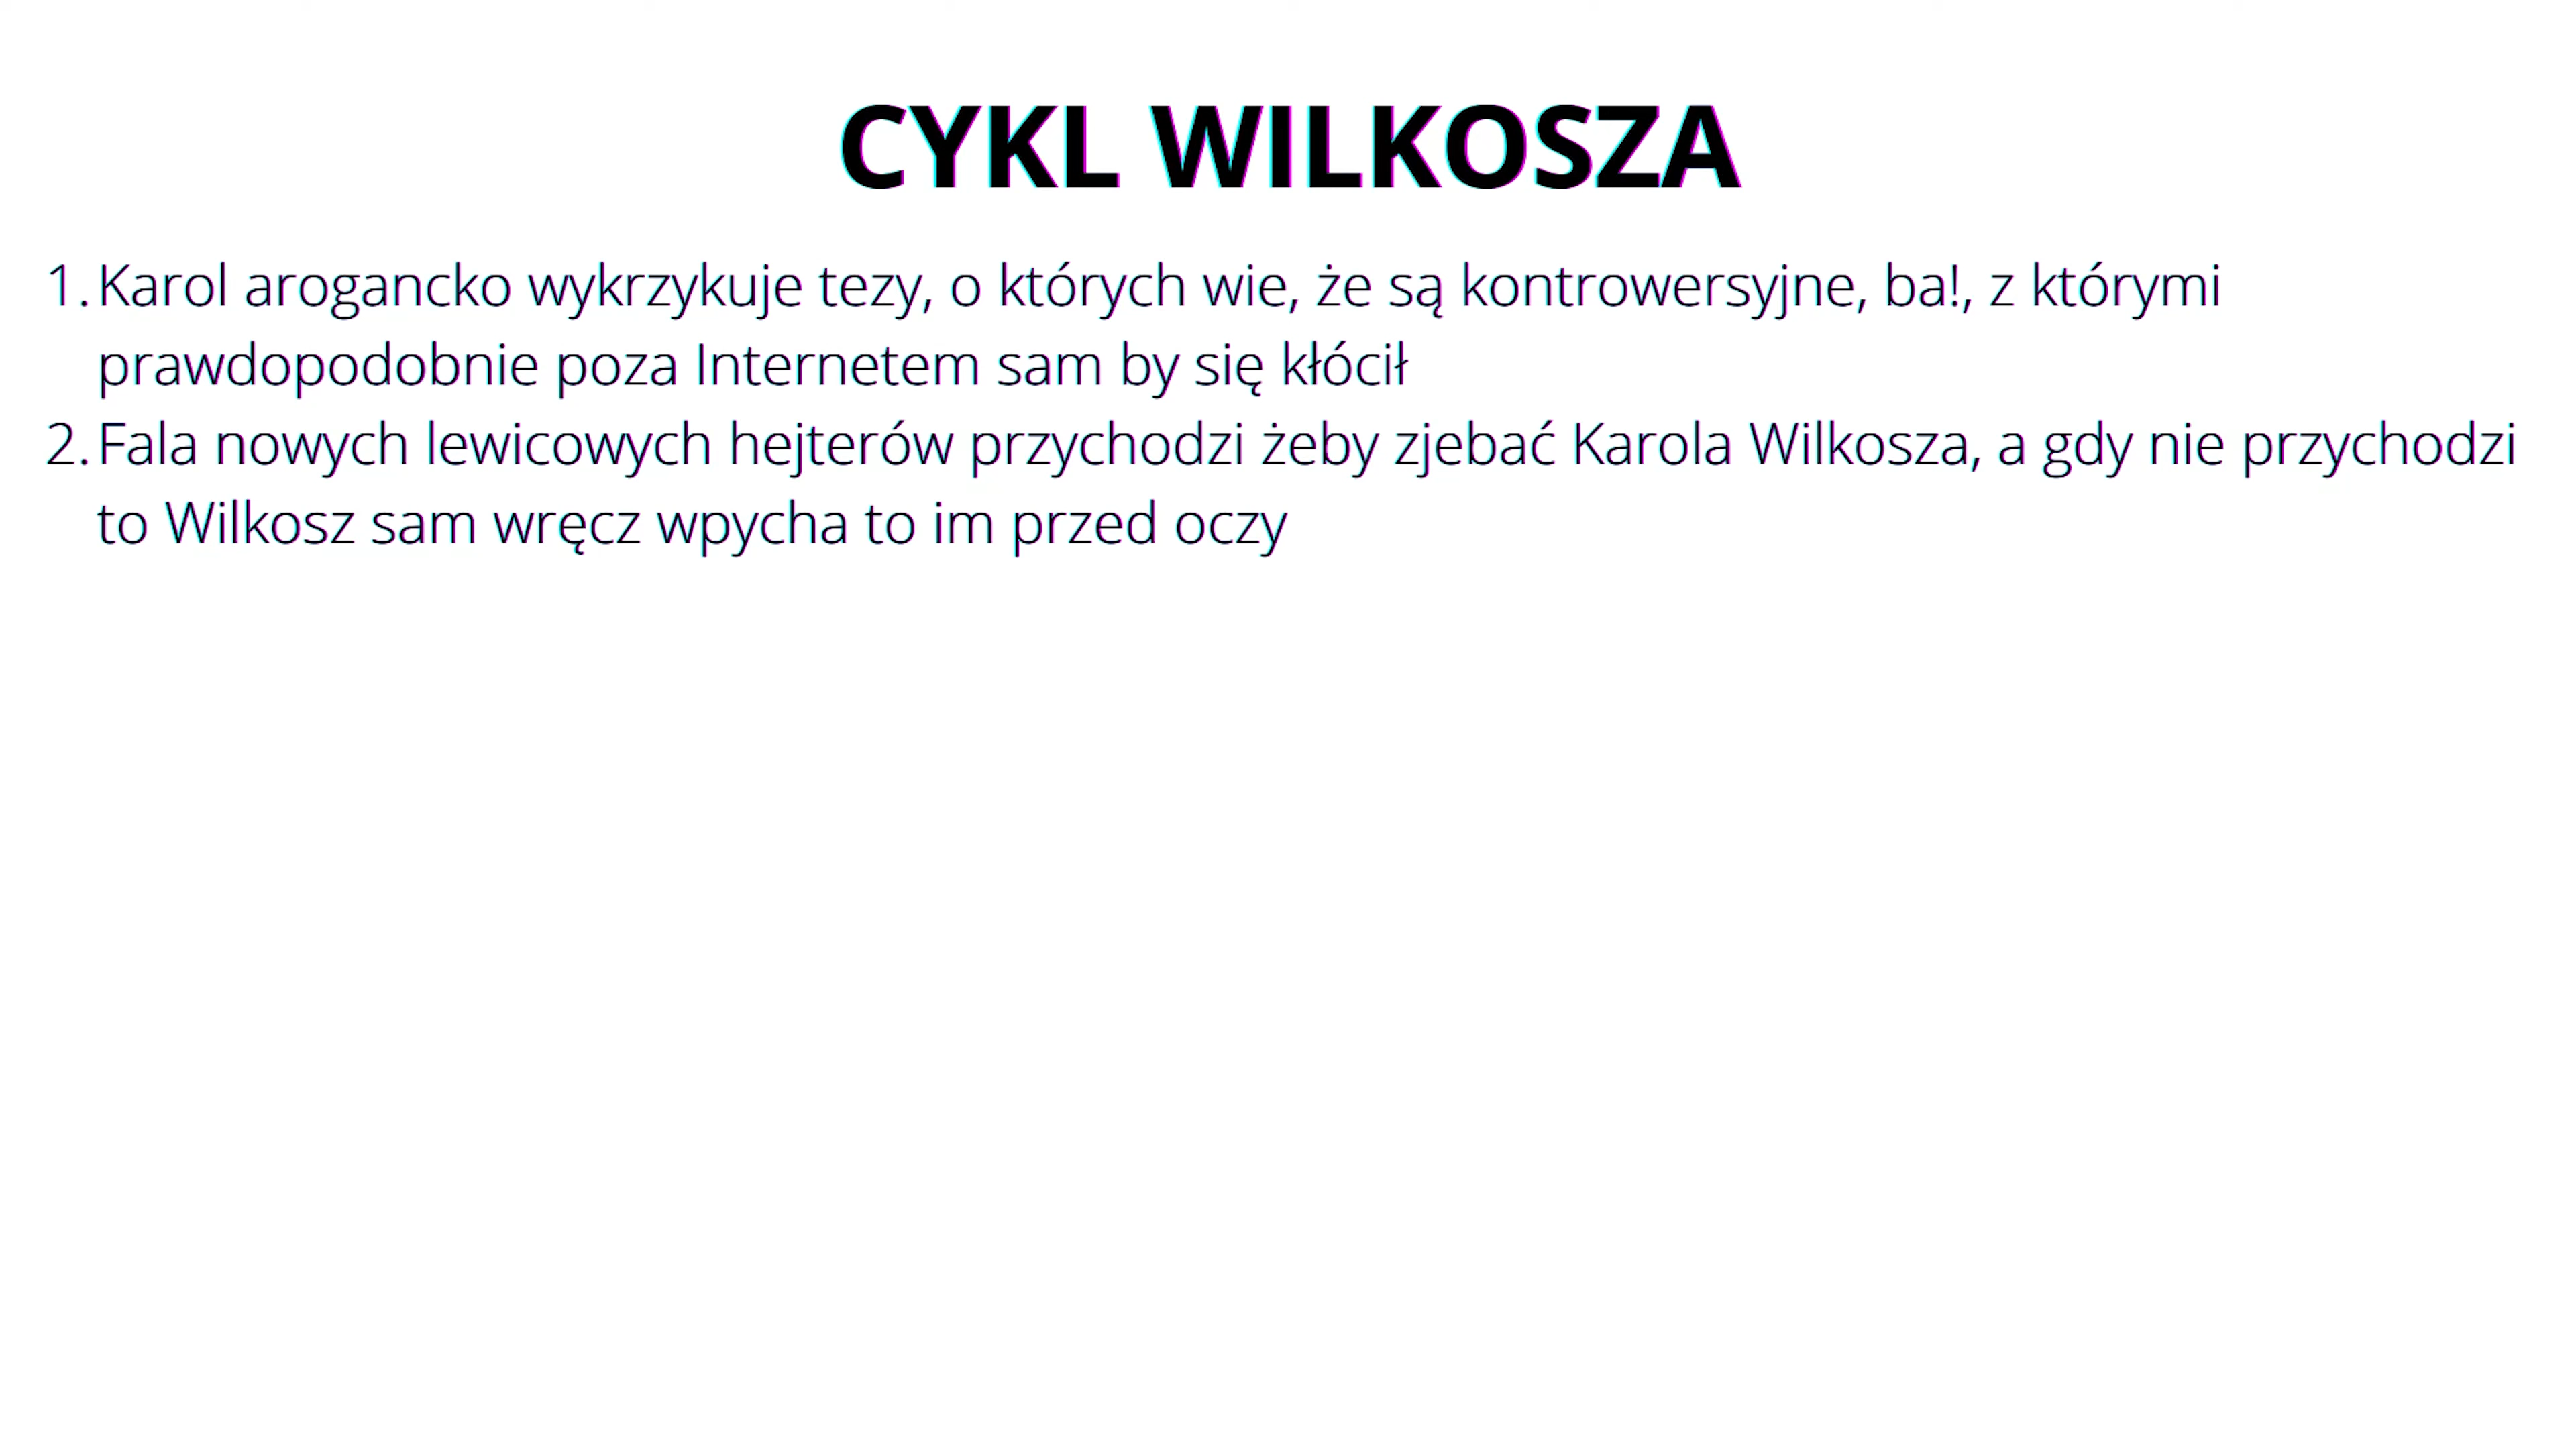 CYKL WILKOSZA
1. Karol arogancko wykrzykuje tezy, o których wie, że są kontrowersyjne, ba!, z którymi
prawdopodobnie poza Internetem sam by się kłócił
2. Fala nowych lewicowych hejterów przychodzi żeby zjebać Karola Wilkosza, a gdy nie przychodzi
to Wilkosz sam wręcz wpycha to im przed oczy